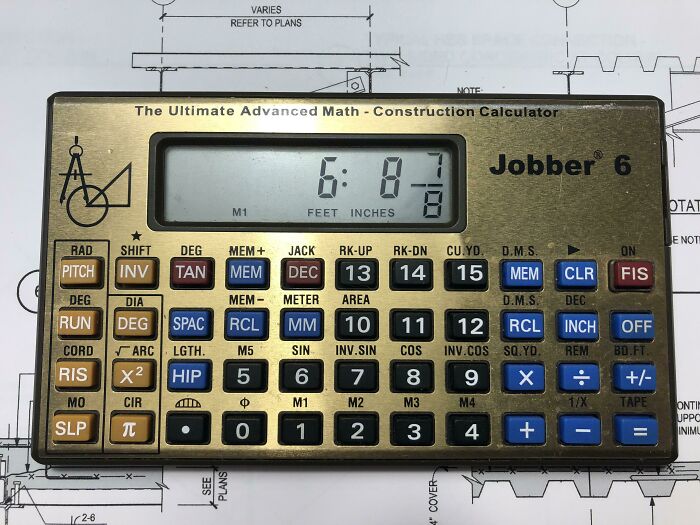 VARIES
REFER TO PLANS
NOTE:
The Ultimate Advanced Math - Construction Calculator
6: 8 7/8
M1 FEET INCHES
Jobber® 6
RAD SHIFT DEG MEM+ JACK RK-UP RK-DN CU.YD. D.M.S. ON
PITCH INV TAN MEM DEC 13 14 15 MEM CLR FIS
DEG DIA MEM− METER AREA D.M.S. DEC
RUN DEG SPAC RCL MM 10 11 12 RCL INCH OFF
CORD √ ARC LGTH. M5 SIN INV.SIN COS INV.COS SQ.YD. REM BD.FT.
RIS X² HIP 5 6 7 8 9 X ÷ +/-
MO CIR Φ M1 M2 M3 M4 1/X TAPE
SLP π • 0 1 2 3 4 + − =
SEE
PLANS
4" COVER
2-6